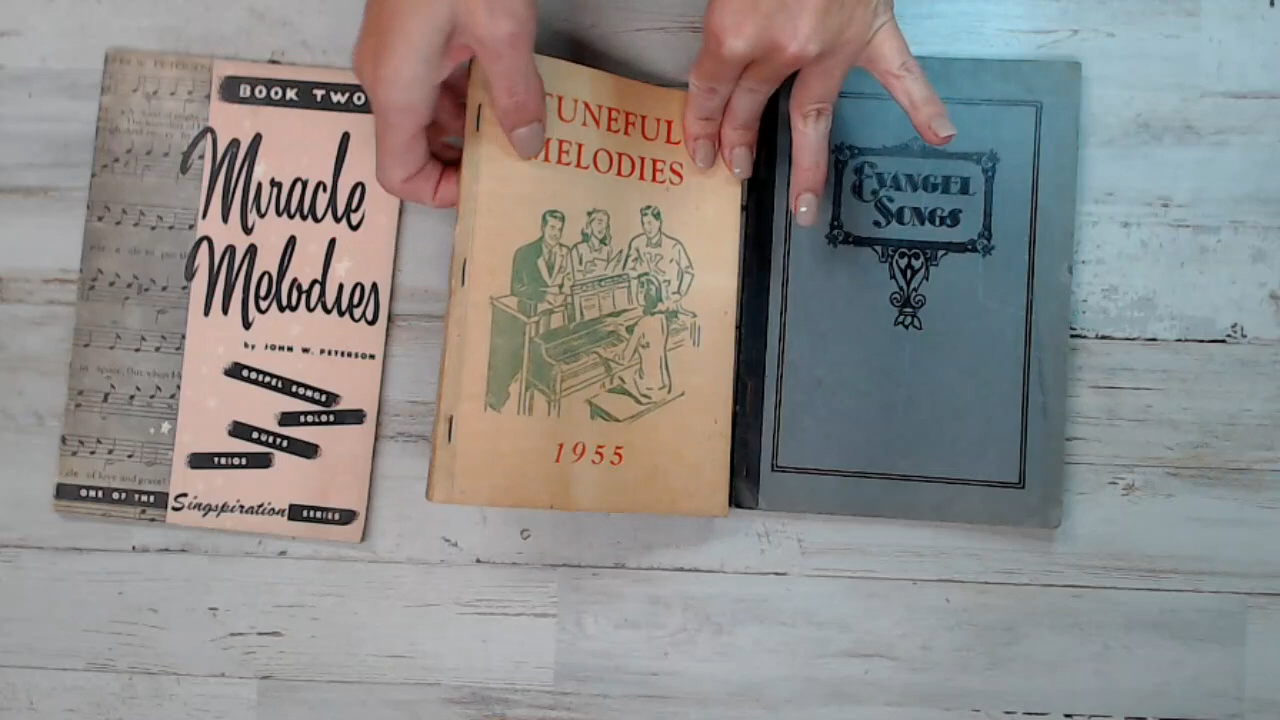 BOOK TWO
Miracle
Melodies
by JOHN W. PETERSON
GOSPEL SONGS
SOLOS
DUETS
TRIOS
ONE OF THE
Singspiration SERIES
TUNEFUL
MELODIES
1955
EVANGEL
SONGS